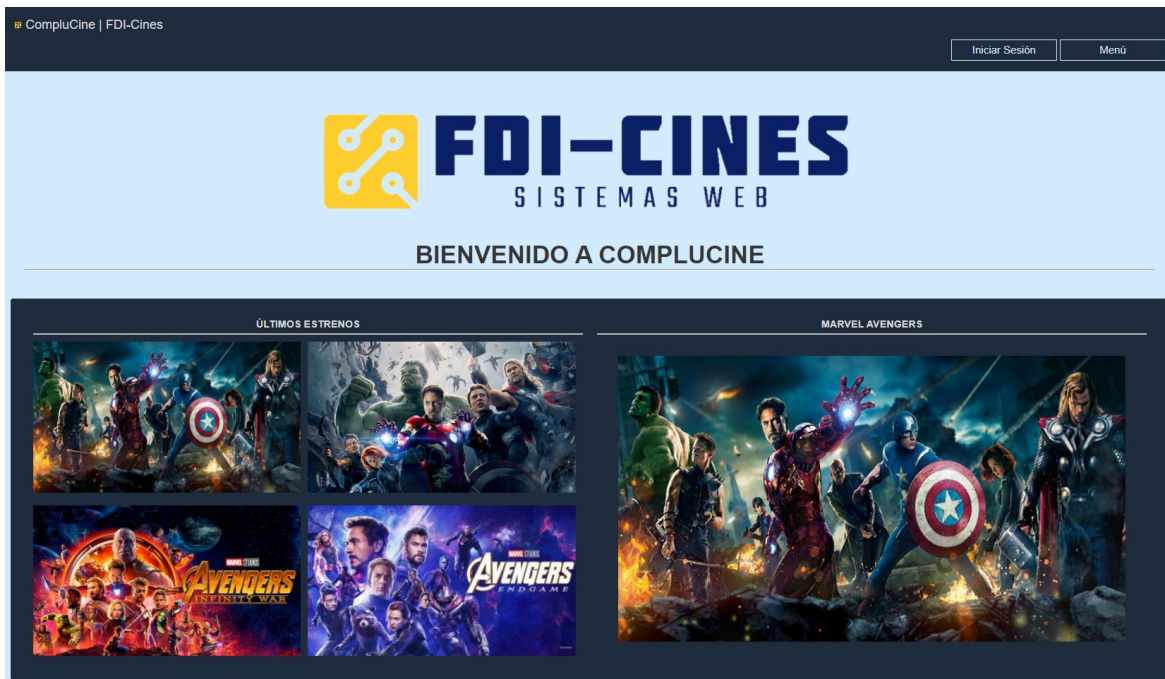 CompluCine | FDI-Cines
Iniciar Sesión
Menú
FDI-CINES
SISTEMAS WEB
BIENVENIDO A COMPLUCINE
ÚLTIMOS ESTRENOS
MARVEL AVENGERS
MARVEL STUDIOS
AVENGERS
INFINITY WAR
MARVEL STUDIOS
AVENGERS
ENDGAME